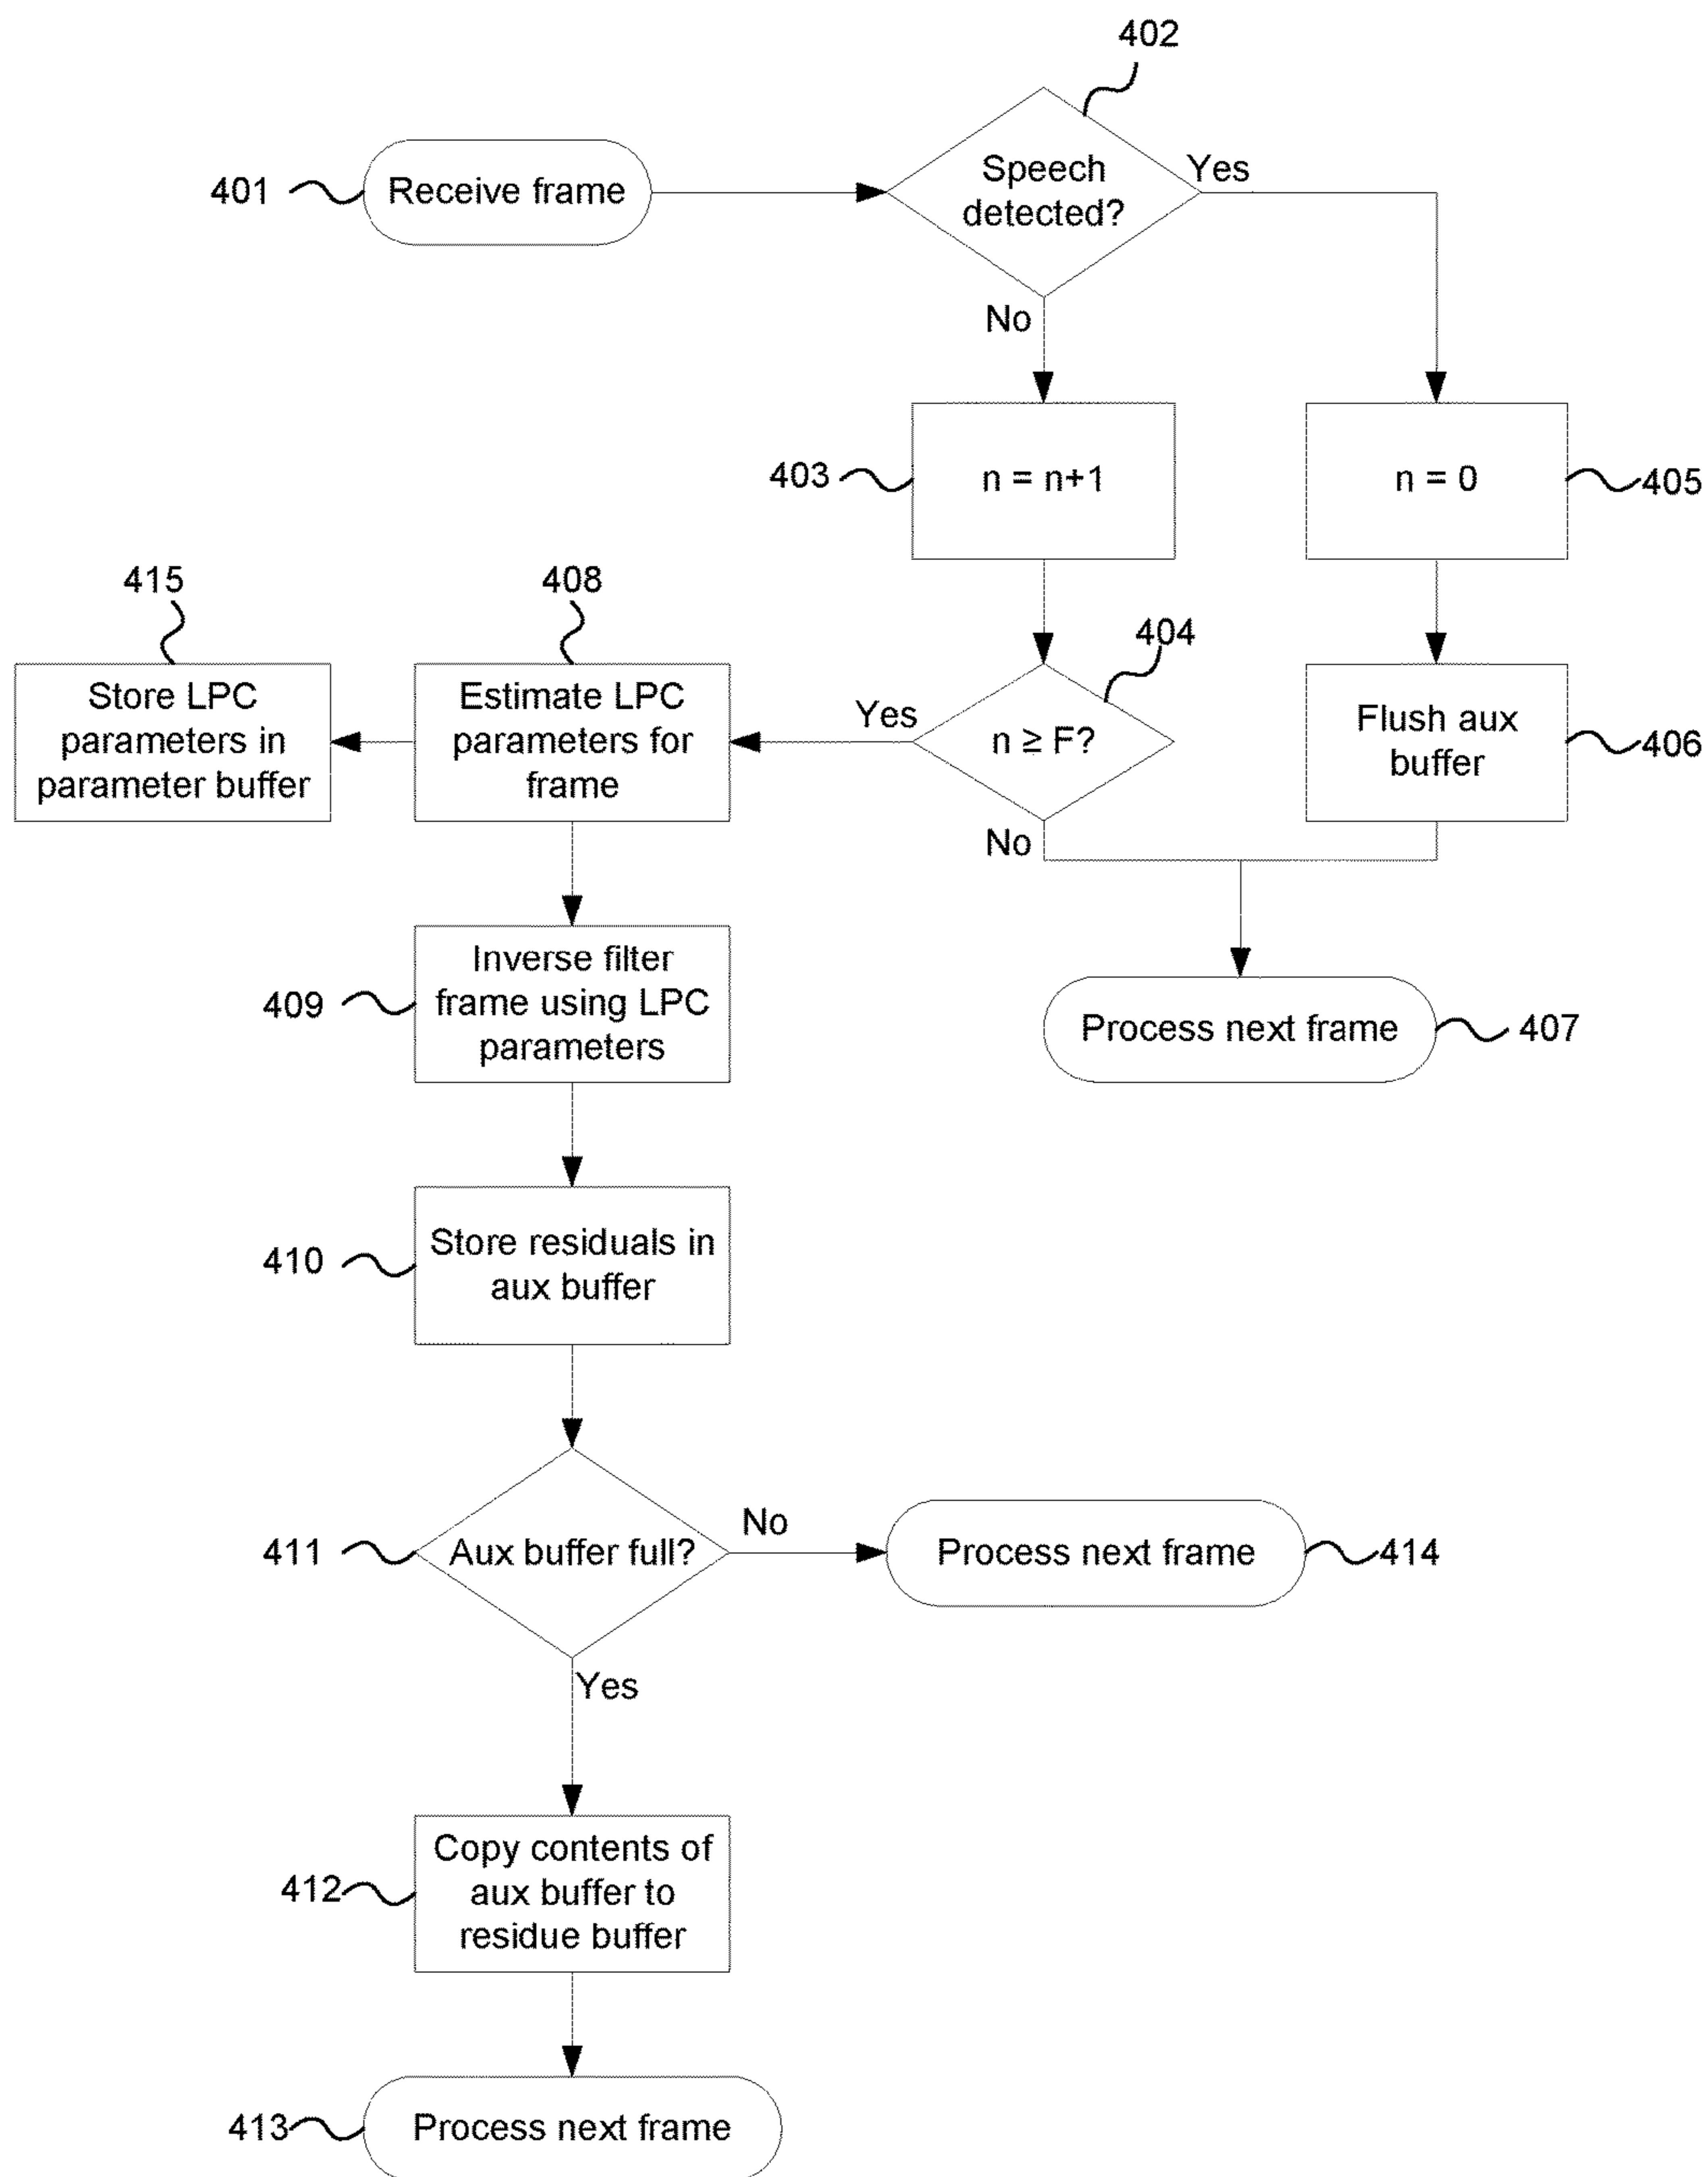 402
401
Receive frame
Speech
detected?
Yes
No
403
n = n+1
n = 0
405
415
408
404
Store LPC
parameters in
parameter buffer
Estimate LPC
parameters for
frame
Yes
n ≥ F?
No
Flush aux
buffer
406
409
Inverse filter
frame using LPC
parameters
Process next frame
407
410
Store residuals in
aux buffer
411
Aux buffer full?
No
Process next frame
414
Yes
412
Copy contents of
aux buffer to
residue buffer
413
Process next frame